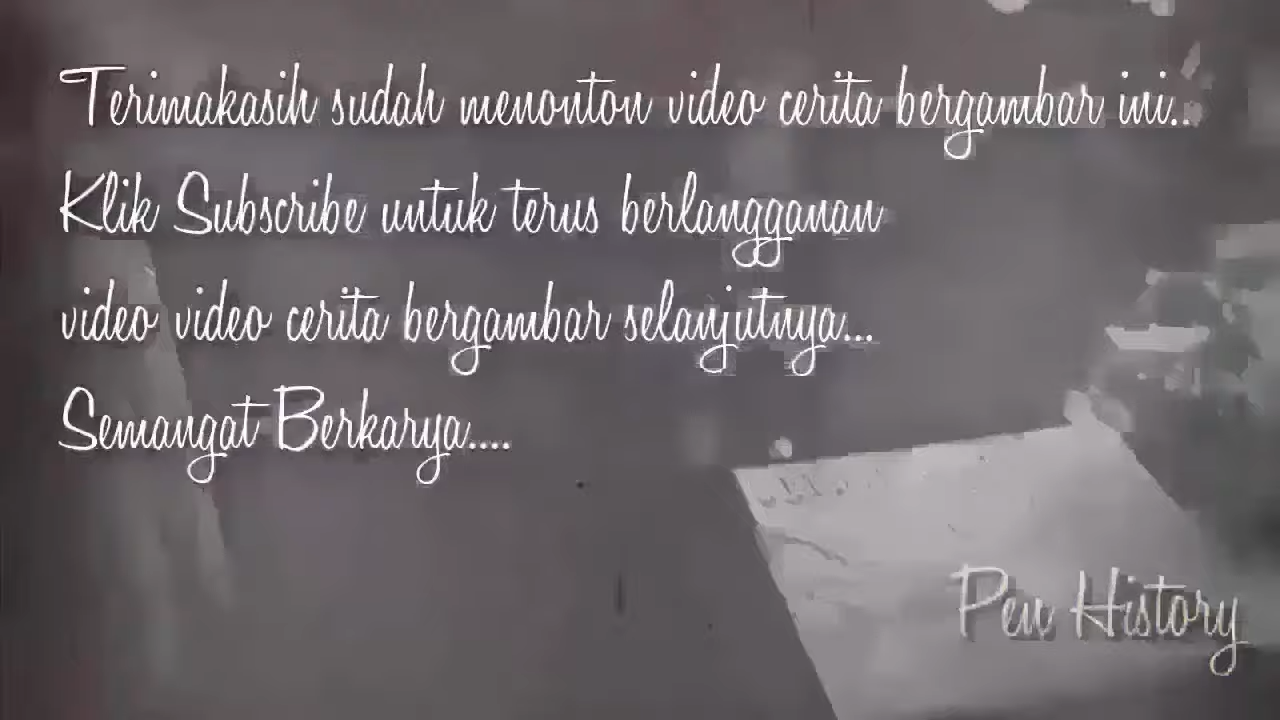 Terimakasih sudah menonton video cerita bergambar ini..
Klik Subscribe untuk terus berlangganan
video video cerita bergambar selanjutnya...
Semangat Berkarya....
Pen History